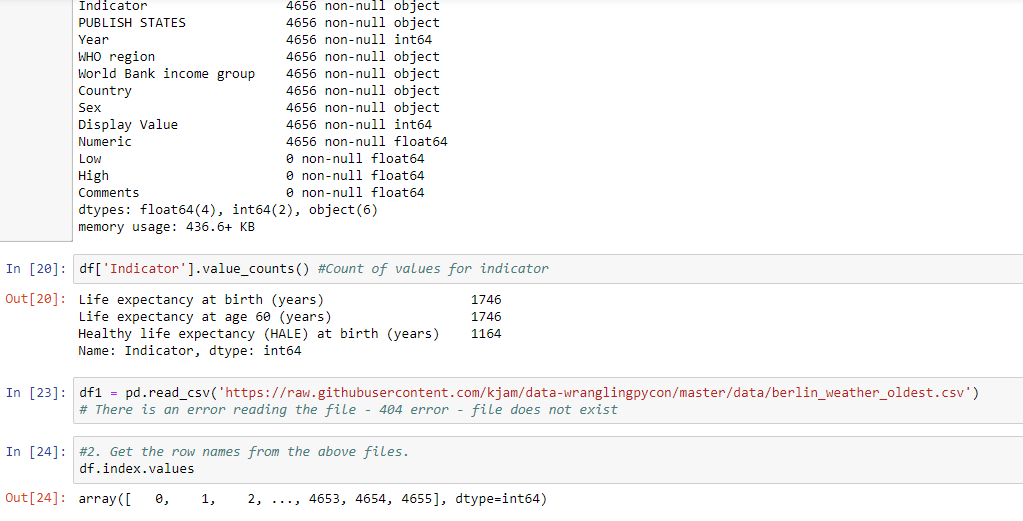 Indicator 4656 non-null object
PUBLISH STATES 4656 non-null object
Year 4656 non-null int64
WHO region 4656 non-null object
World Bank income group 4656 non-null object
Country 4656 non-null object
Sex 4656 non-null object
Display Value 4656 non-null int64
Numeric 4656 non-null float64
Low 0 non-null float64
High 0 non-null float64
Comments 0 non-null float64
dtypes: float64(4), int64(2), object(6)
memory usage: 436.6+ KB
In [20]: df['Indicator'].value_counts() #Count of values for indicator
Out[20]: Life expectancy at birth (years) 1746
Life expectancy at age 60 (years) 1746
Healthy life expectancy (HALE) at birth (years) 1164
Name: Indicator, dtype: int64
In [23]: df1 = pd.read_csv('https://raw.githubusercontent.com/kjam/data-wranglingpycon/master/data/berlin_weather_oldest.csv')
# There is an error reading the file - 404 error - file does not exist
In [24]: #2. Get the row names from the above files.
df.index.values
Out[24]: array([ 0, 1, 2, ..., 4653, 4654, 4655], dtype=int64)